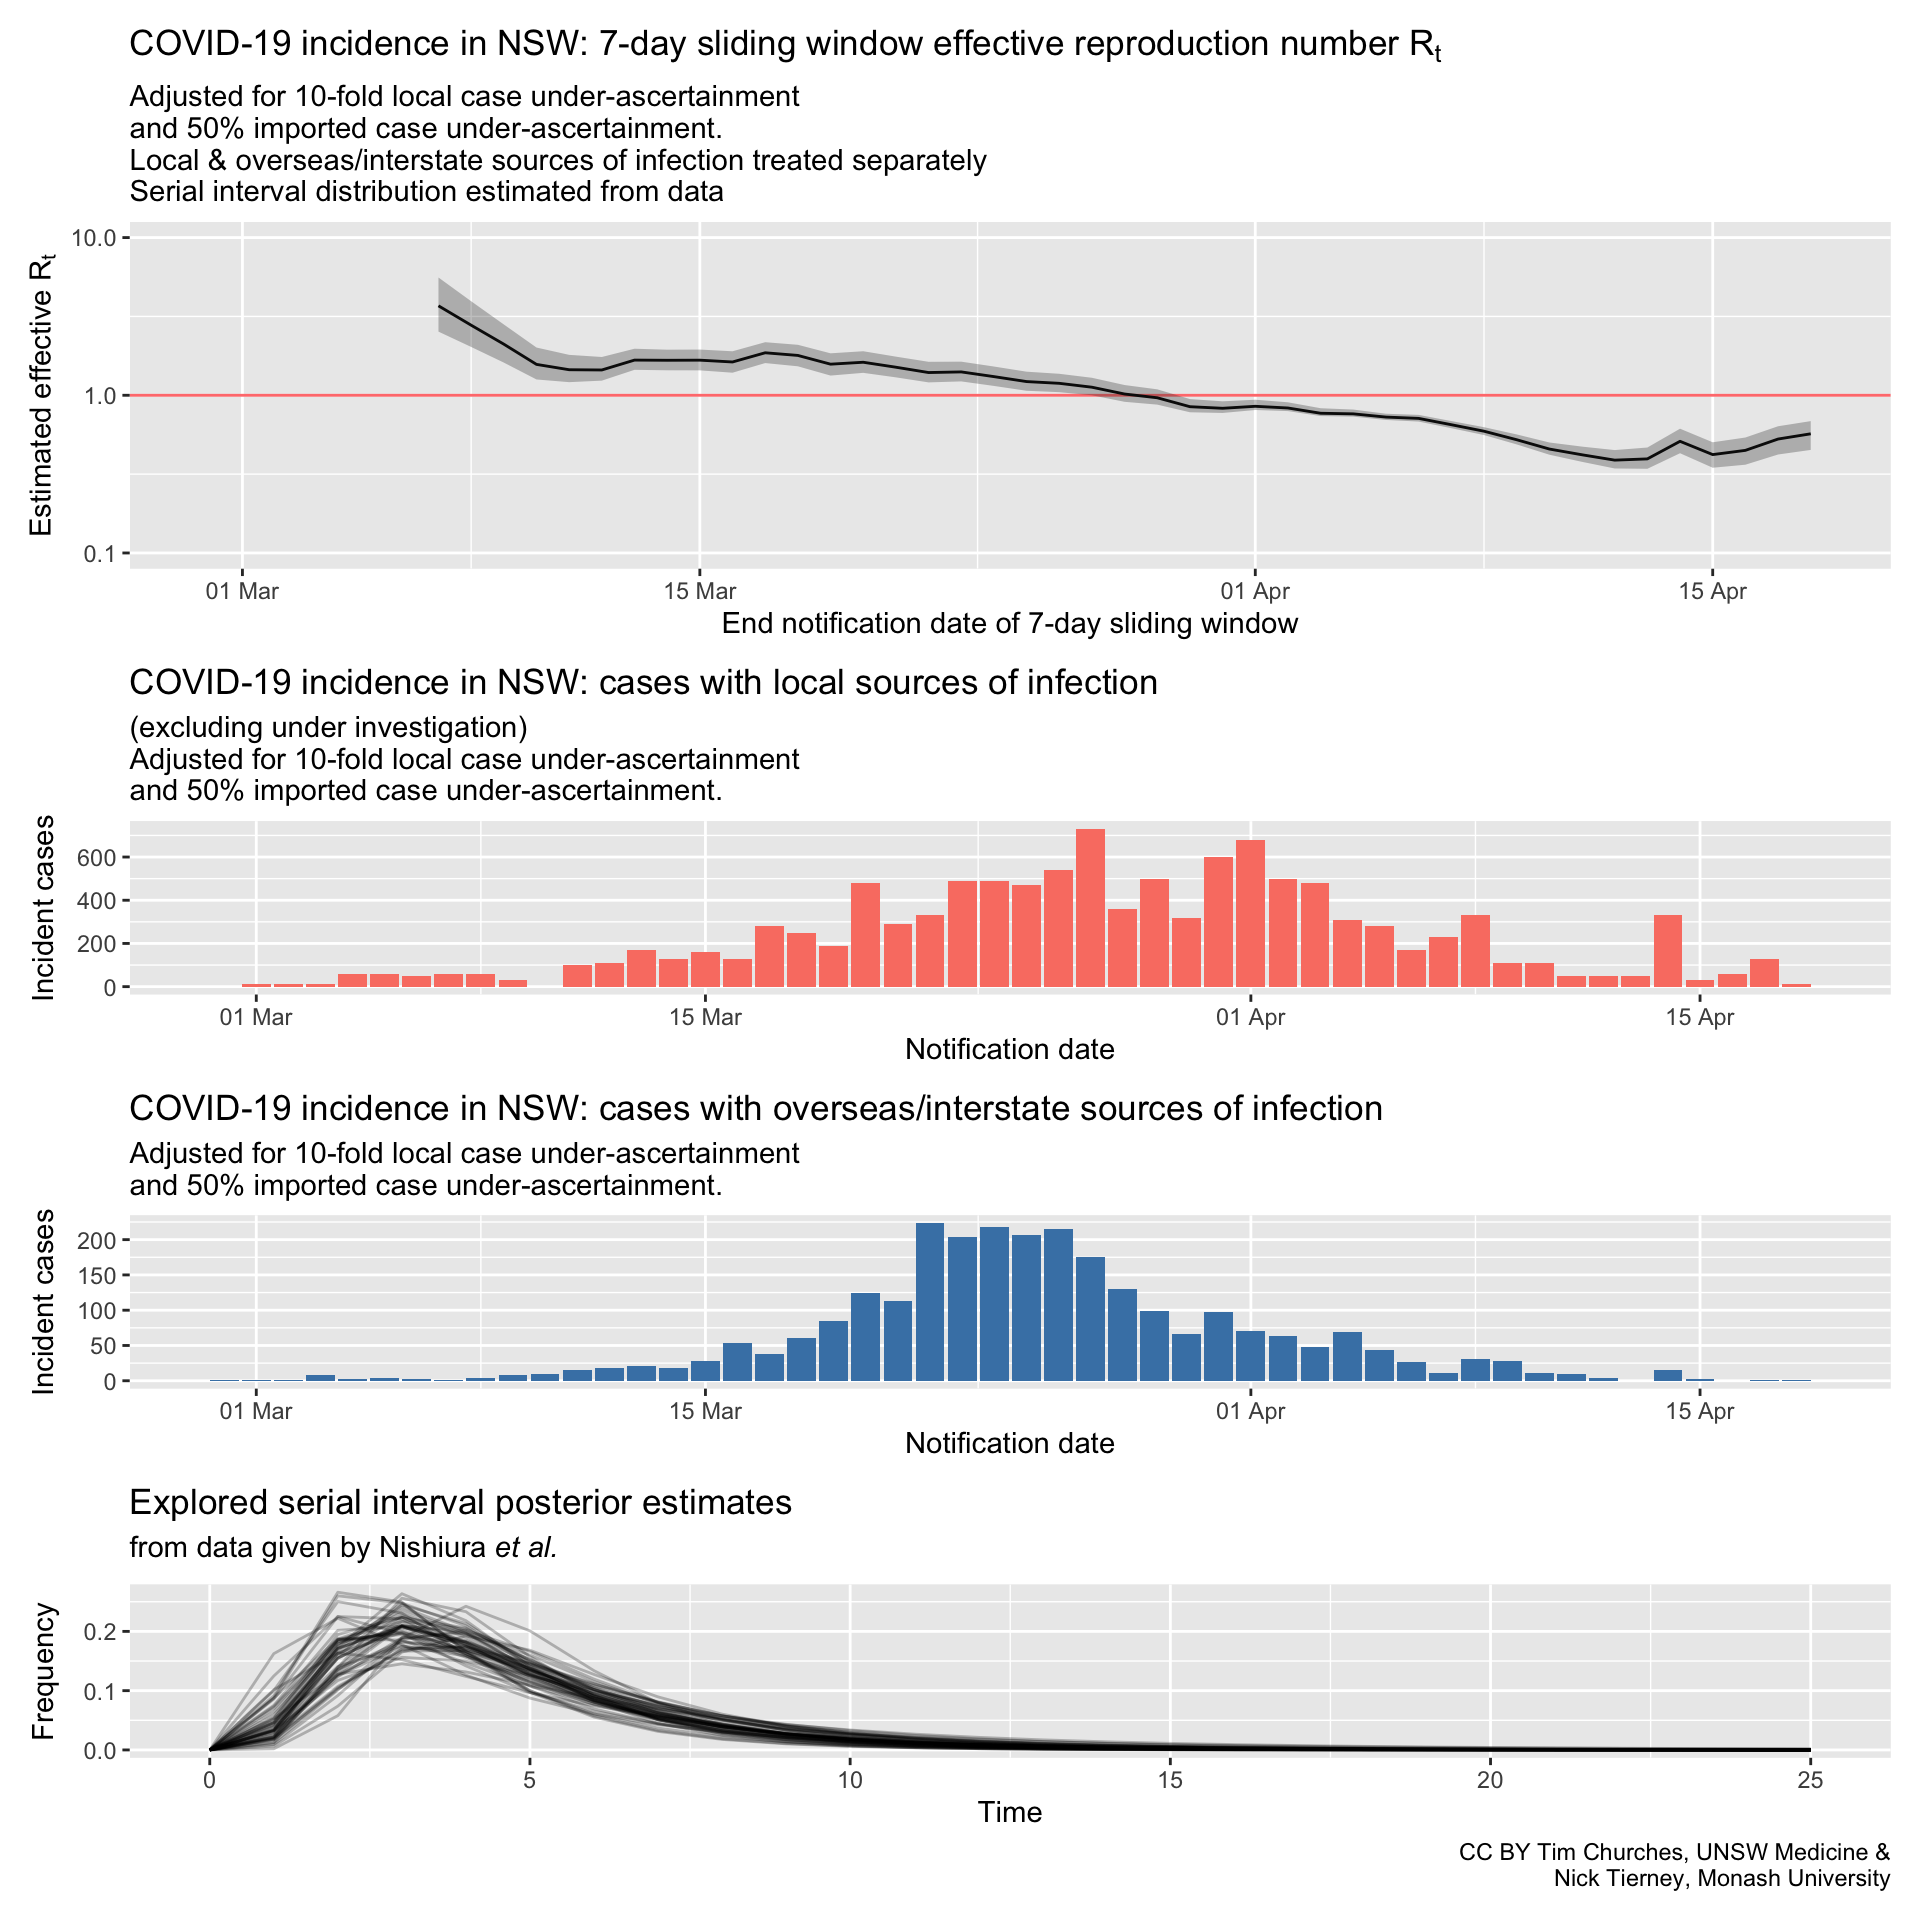 COVID-19 incidence in NSW: 7-day sliding window effective reproduction number Rt
Adjusted for 10-fold local case under-ascertainment
and 50% imported case under-ascertainment.
Local & overseas/interstate sources of infection treated separately
Serial interval distribution estimated from data
Estimated effective Rt
10.0
1.0
0.1
01 Mar
15 Mar
01 Apr
15 Apr
End notification date of 7-day sliding window
COVID-19 incidence in NSW: cases with local sources of infection
(excluding under investigation)
Adjusted for 10-fold local case under-ascertainment
and 50% imported case under-ascertainment.
Incident cases
600
400
200
0
01 Mar
15 Mar
01 Apr
15 Apr
Notification date
COVID-19 incidence in NSW: cases with overseas/interstate sources of infection
Adjusted for 10-fold local case under-ascertainment
and 50% imported case under-ascertainment.
Incident cases
200
150
100
50
0
01 Mar
15 Mar
01 Apr
15 Apr
Notification date
Explored serial interval posterior estimates
from data given by Nishiura et al.
Frequency
0.2
0.1
0.0
0
5
10
15
20
25
Time
CC BY Tim Churches, UNSW Medicine &
Nick Tierney, Monash University